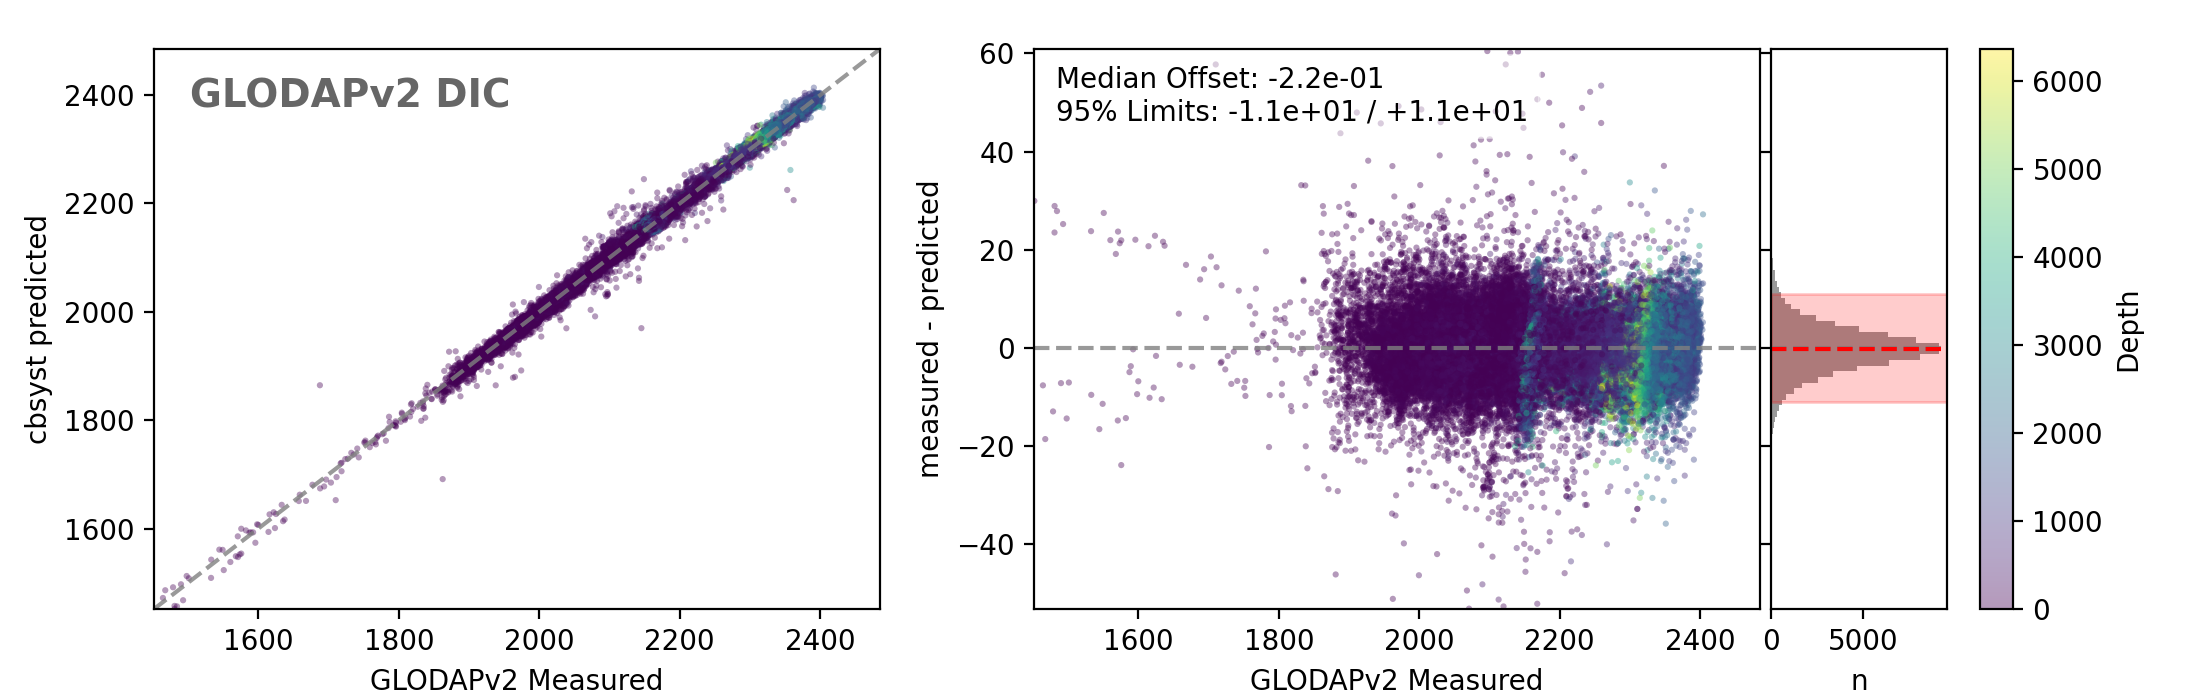 GLODAPv2 DIC
2400
2200
2000
1800
1600
cbsyst predicted
1600 1800 2000 2200 2400
GLODAPv2 Measured
Median Offset: -2.2e-01
95% Limits: -1.1e+01 / +1.1e+01
60
40
20
0
−20
−40
measured - predicted
1600 1800 2000 2200 2400
GLODAPv2 Measured
0 5000
n
6000
5000
4000
3000
2000
1000
0
Depth